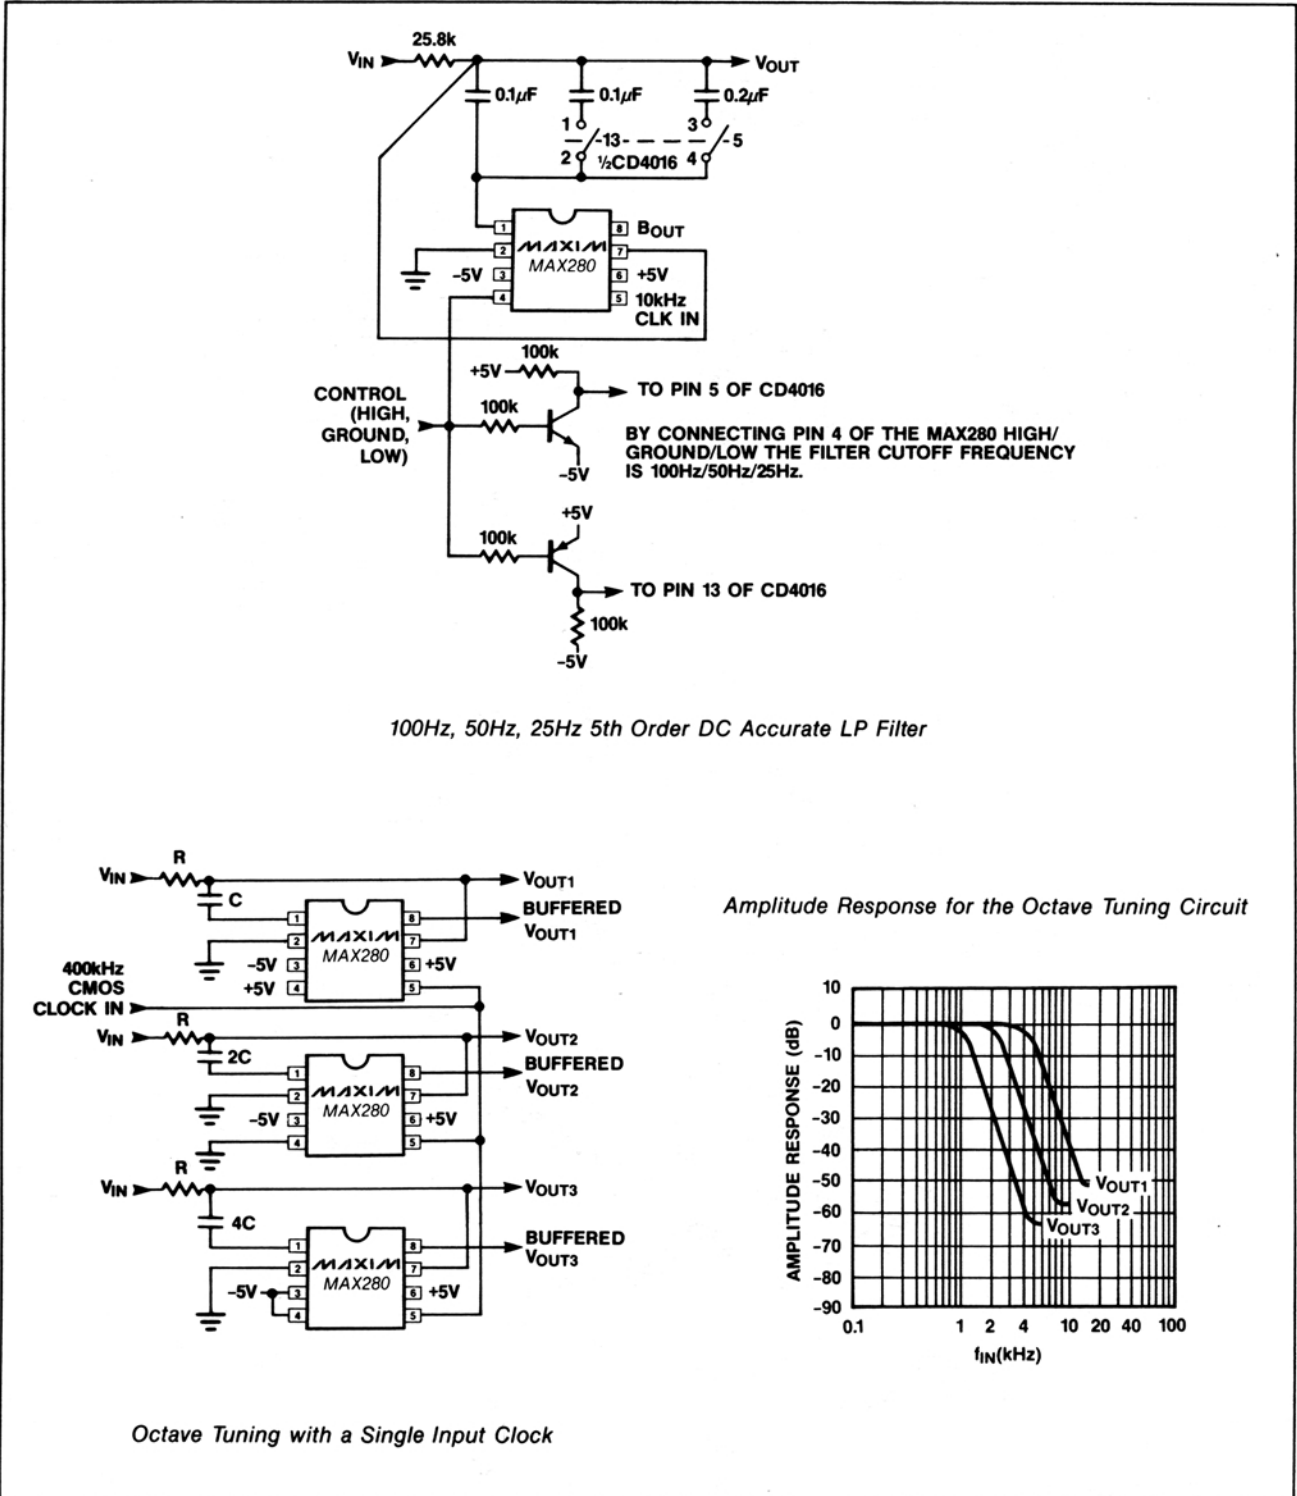 25.8k
VIN
VOUT
0.1μF
0.1μF
0.2μF
1
3
13
5
2
½CD4016
4
1
8
BOUT
2
MAXIM
7
MAX280
-5V
3
6
+5V
4
5
10kHz
CLK IN
100k
+5V
TO PIN 5 OF CD4016
CONTROL
(HIGH,
GROUND,
LOW)
100k
BY CONNECTING PIN 4 OF THE MAX280 HIGH/
GROUND/LOW THE FILTER CUTOFF FREQUENCY
IS 100Hz/50Hz/25Hz.
-5V
+5V
100k
TO PIN 13 OF CD4016
100k
-5V
100Hz, 50Hz, 25Hz 5th Order DC Accurate LP Filter
R
VIN
VOUT1
C
BUFFERED
VOUT1
1
8
2
MAXIM
7
MAX280
-5V
3
6
+5V
+5V
4
5
400kHz
CMOS
CLOCK IN
R
VIN
VOUT2
2C
BUFFERED
VOUT2
1
8
2
MAXIM
7
MAX280
-5V
3
6
+5V
4
5
R
VIN
VOUT3
4C
BUFFERED
VOUT3
1
8
2
MAXIM
7
MAX280
-5V
3
6
+5V
4
5
Octave Tuning with a Single Input Clock
Amplitude Response for the Octave Tuning Circuit
AMPLITUDE RESPONSE (dB)
10
0
-10
-20
-30
-40
-50
-60
-70
-80
-90
VOUT1
VOUT2
VOUT3
0.1
1
2
4
10
20
40
100
fIN(kHz)